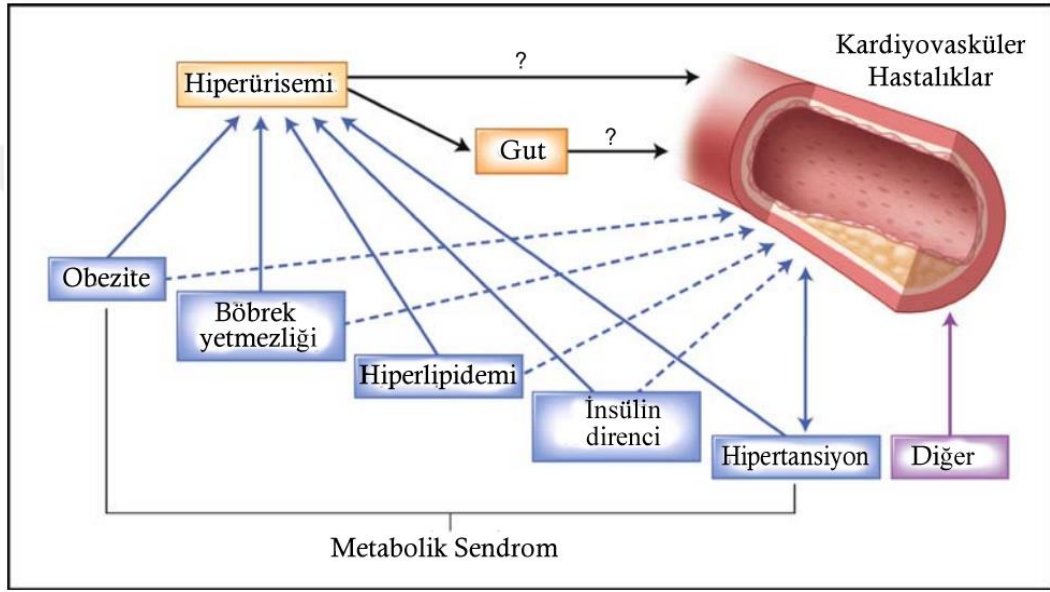 Kardiyovasküler
Hastalıklar
?
Hiperürisemi
Gut
?
Obezite
Böbrek
yetmezliği
Hiperlipidemi
İnsülin
direnci
Hipertansiyon
Diğer
Metabolik Sendrom